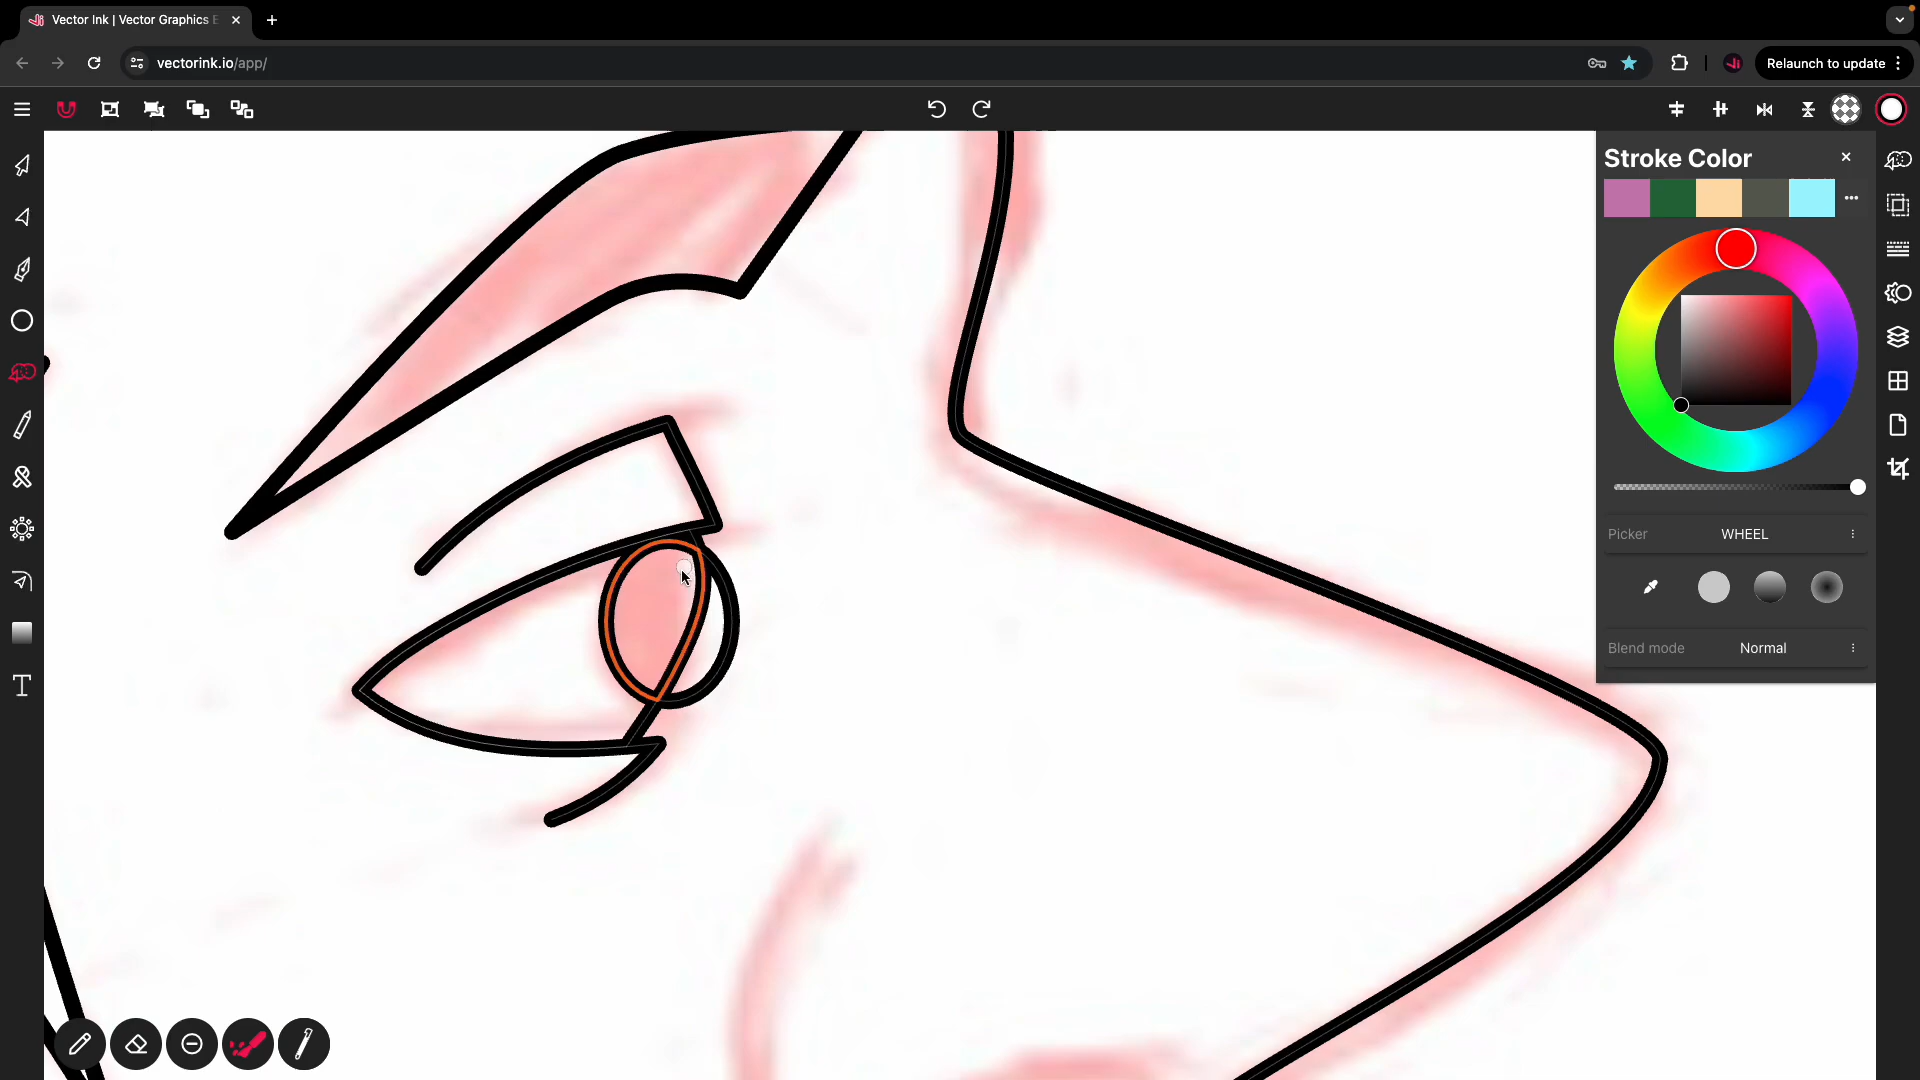 Vector Ink | Vector Graphics E
vectorink.io/app/
Relaunch to update
Stroke Color
Picker WHEEL
Blend mode Normal